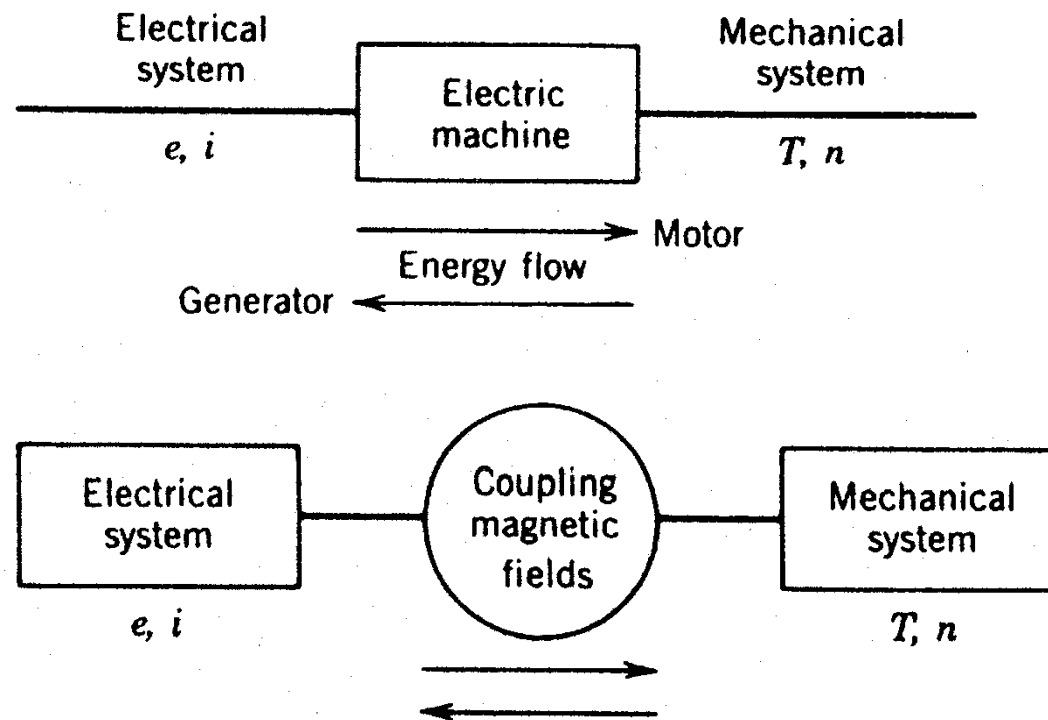 Electrical
system
e, i
Electric
machine
Mechanical
system
T, n
Motor
Energy flow
Generator
Electrical
system
e, i
Coupling
magnetic
fields
Mechanical
system
T, n